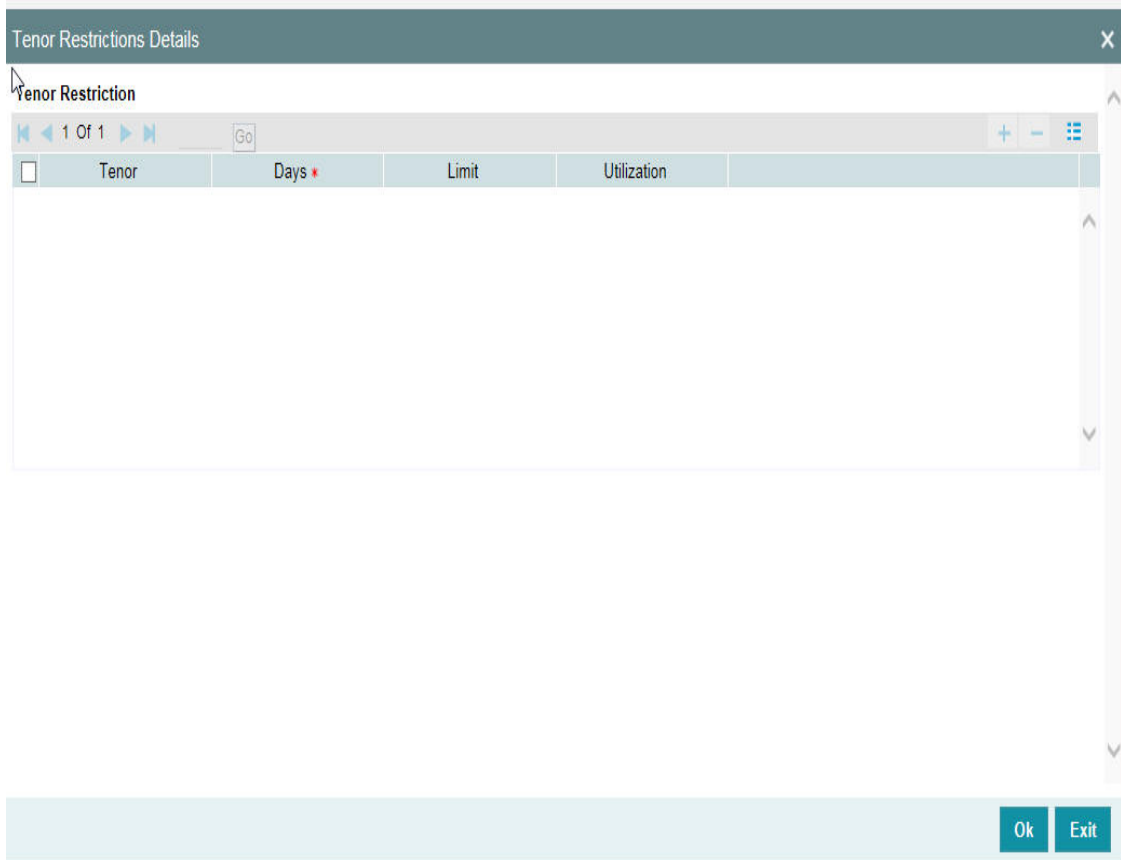 Tenor Restrictions Details X
Tenor Restriction
1 Of 1 Go + -
Tenor Days * Limit Utilization
Ok Exit